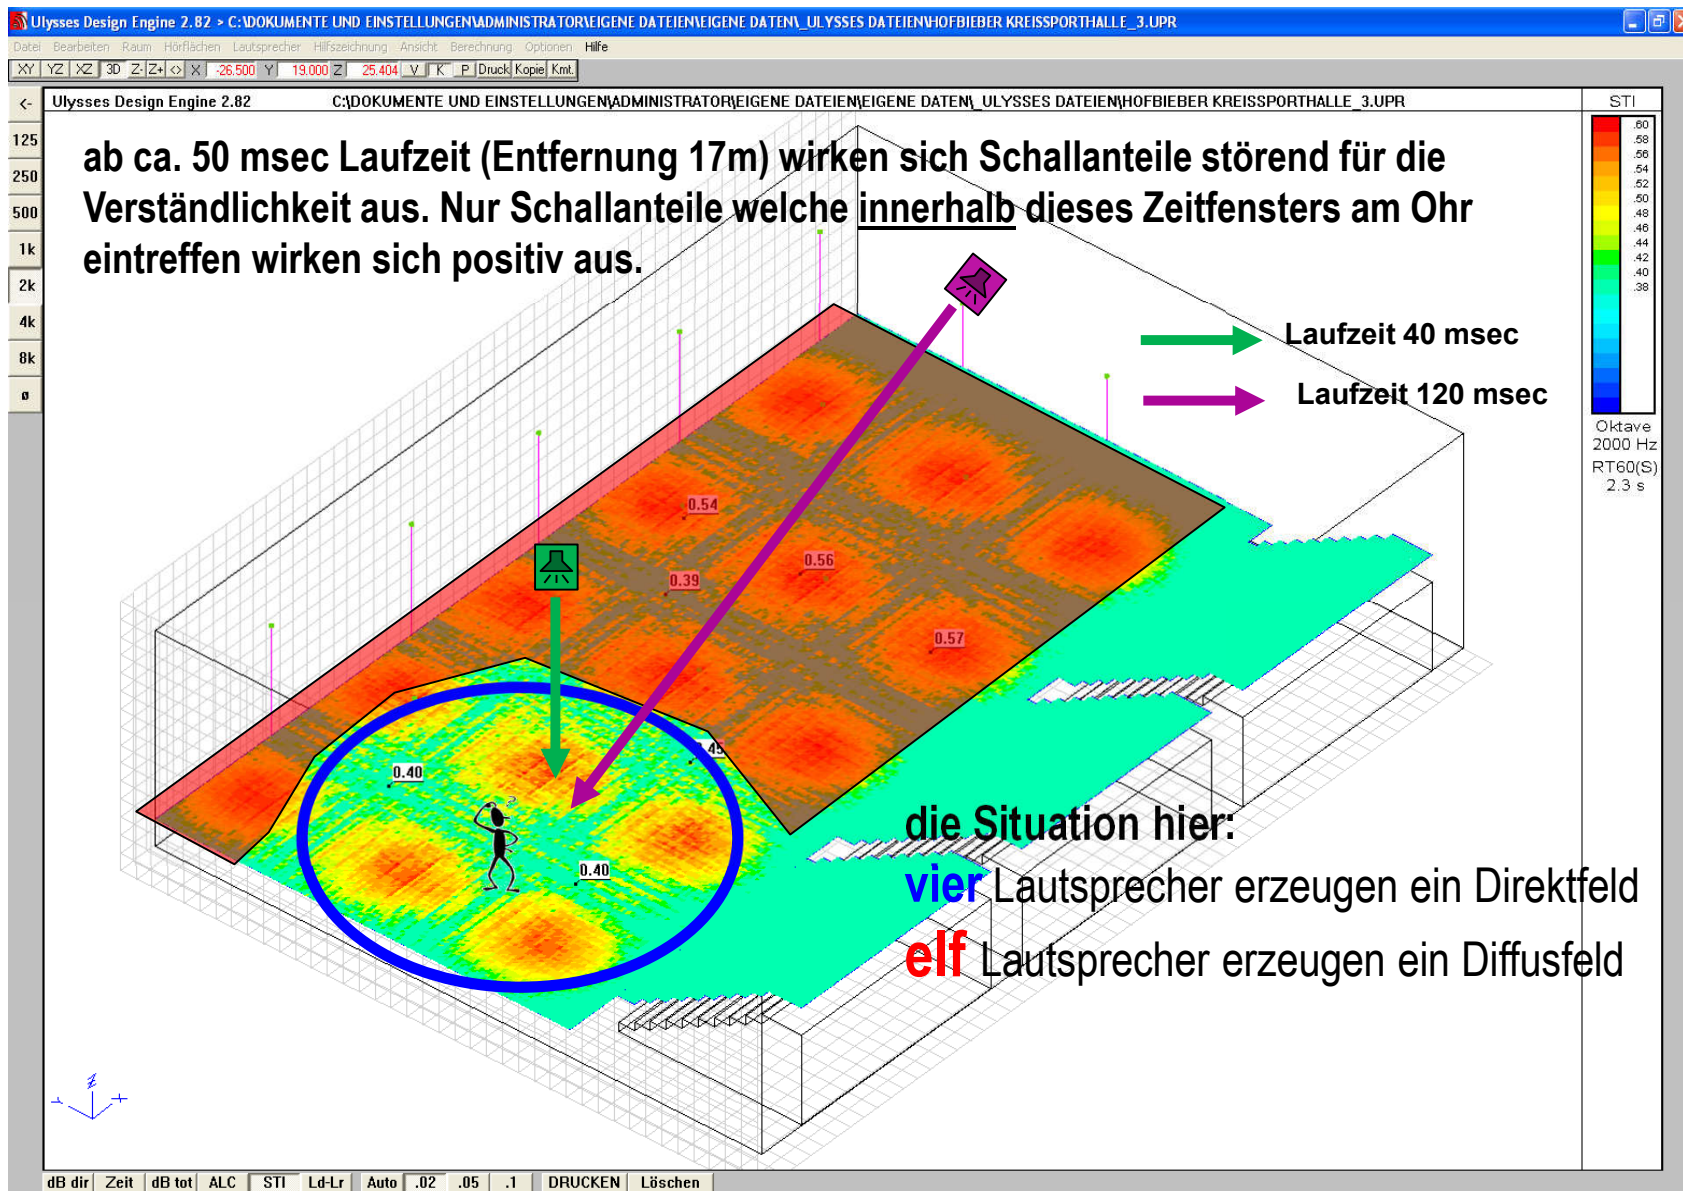 Ulysses Design Engine 2.82 > C:\DOKUMENTE UND EINSTELLUNGEN\ADMINISTRATOR\EIGENE DATEIEN\EIGENE DATEN\_ULYSSES DATEIEN\HOFBIEBER KREISSPORTHALLE_3.UPR
Datei Bearbeiten Raum Hörflächen Lautsprecher Hilfszeichnung Ansicht Berechnung Optionen Hilfe
XY YZ XZ 3D Z- Z+ <> X -26.500 Y 19.000 Z 25.404 V K P Druck Kopie Kmt.
<- Ulysses Design Engine 2.82 C:\DOKUMENTE UND EINSTELLUNGEN\ADMINISTRATOR\EIGENE DATEIEN\EIGENE DATEN\_ULYSSES DATEIEN\HOFBIEBER KREISSPORTHALLE_3.UPR STI
125
250
500
1k
2k
4k
8k
ø
ab ca. 50 msec Laufzeit (Entfernung 17m) wirken sich Schallanteile störend für die
Verständlichkeit aus. Nur Schallanteile welche innerhalb dieses Zeitfensters am Ohr
eintreffen wirken sich positiv aus.
.60
.58
.56
.54
.52
.50
.48
.46
.44
.42
.40
.38
Oktave
2000 Hz
RT60(S)
2.3 s
Laufzeit 40 msec
Laufzeit 120 msec
0.54
0.56
0.39
0.57
.45
0.40
0.40
?
die Situation hier:
vier Lautsprecher erzeugen ein Direktfeld
elf Lautsprecher erzeugen ein Diffusfeld
Z
Y X
dB dir Zeit dB tot ALC STI Ld-Lr Auto .02 .05 .1 DRUCKEN Löschen